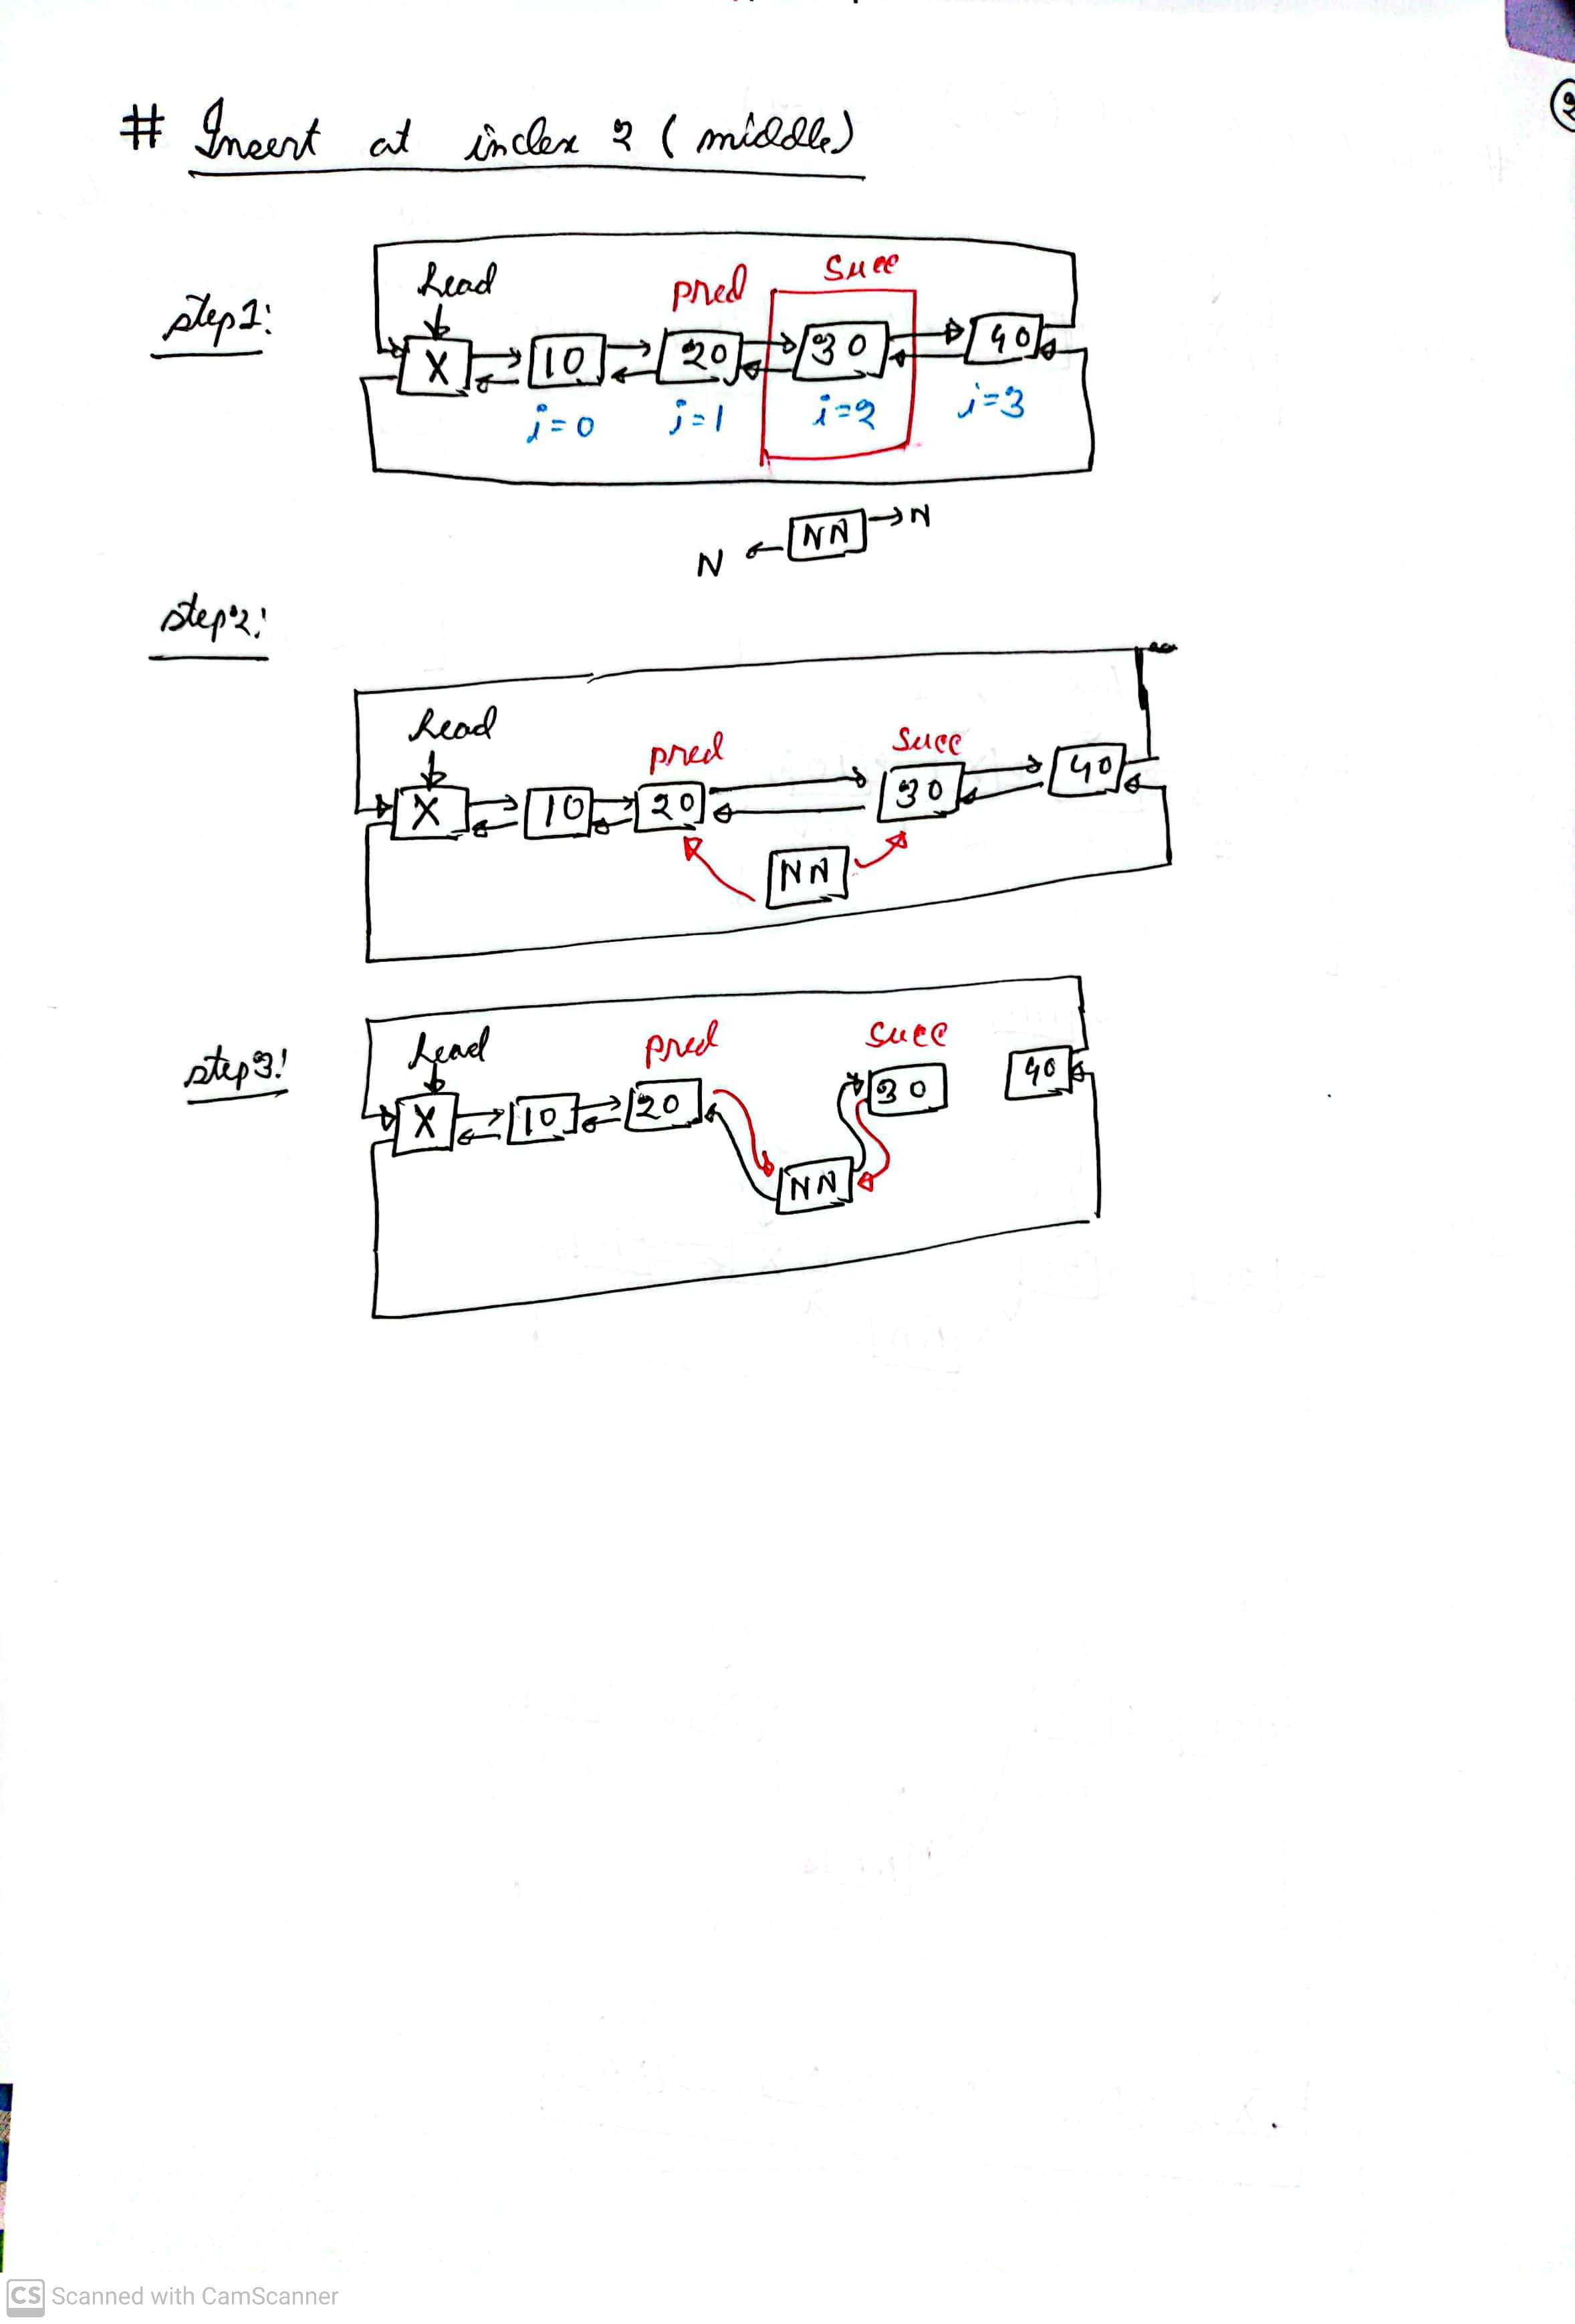 # Insert at index 2 (middle)
2
step1:
head pred succ
X 10 20 30 40
i=0 i=1 i=2 i=3
N NN N
step2:
head pred succ
X 10 20 30 40
NN
step3:
head pred succ
X 10 20 30 40
NN
CS Scanned with CamScanner